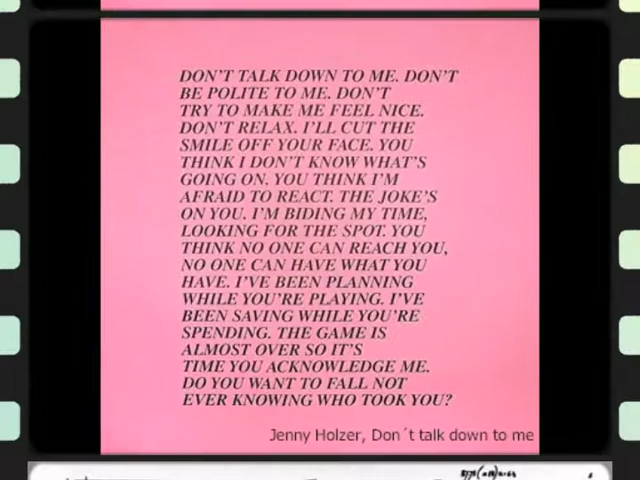 DON'T TALK DOWN TO ME. DON'T
BE POLITE TO ME. DON'T
TRY TO MAKE ME FEEL NICE.
DON'T RELAX. I'LL CUT THE
SMILE OFF YOUR FACE. YOU
THINK I DON'T KNOW WHAT'S
GOING ON. YOU THINK I'M
AFRAID TO REACT. THE JOKE'S
ON YOU. I'M BIDING MY TIME,
LOOKING FOR THE SPOT. YOU
THINK NO ONE CAN REACH YOU,
NO ONE CAN HAVE WHAT YOU
HAVE. I'VE BEEN PLANNING
WHILE YOU'RE PLAYING. I'VE
BEEN SAVING WHILE YOU'RE
SPENDING. THE GAME IS
ALMOST OVER SO IT'S
TIME YOU ACKNOWLEDGE ME.
DO YOU WANT TO FALL NOT
EVER KNOWING WHO TOOK YOU?
Jenny Holzer, Don´t talk down to me